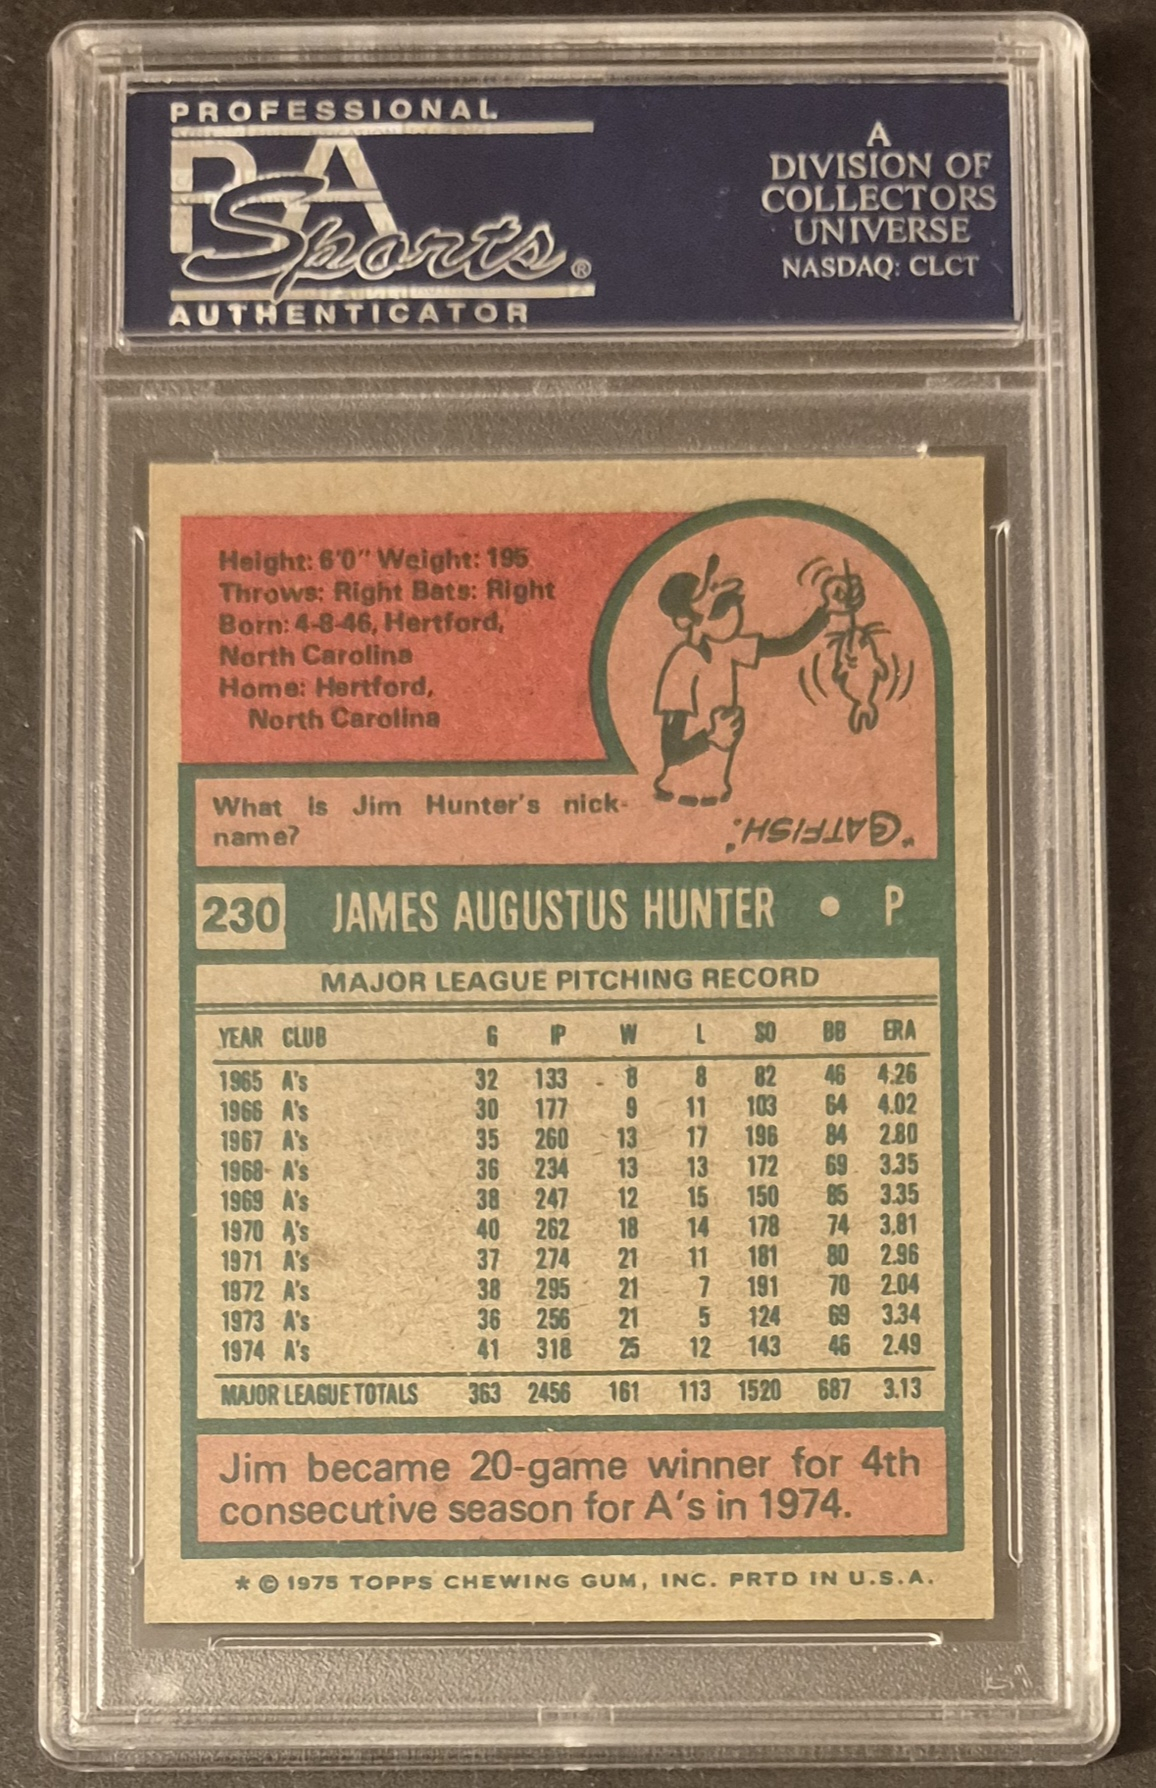 PROFESSIONAL
PSA
Sports®
AUTHENTICATOR
A
DIVISION OF
COLLECTORS
UNIVERSE
NASDAQ: CLCT
Height: 6'0" Weight: 195
Throws: Right Bats: Right
Born: 4-8-46, Hertford,
North Carolina
Home: Hertford,
North Carolina
What is Jim Hunter's nick-
name?
"CATFISH".
230 JAMES AUGUSTUS HUNTER • P
MAJOR LEAGUE PITCHING RECORD
YEAR CLUB G IP W L SO BB ERA
1965 A's 32 133 8 8 82 46 4.26
1966 A's 30 177 9 11 103 64 4.02
1967 A's 35 260 13 17 196 84 2.80
1968 A's 36 234 13 13 172 69 3.35
1969 A's 38 247 12 15 150 85 3.35
1970 A's 40 262 18 14 178 74 3.81
1971 A's 37 274 21 11 181 80 2.96
1972 A's 38 295 21 7 191 70 2.04
1973 A's 36 256 21 5 124 69 3.34
1974 A's 41 318 25 12 143 46 2.49
MAJOR LEAGUE TOTALS 363 2456 161 113 1520 687 3.13
Jim became 20-game winner for 4th
consecutive season for A's in 1974.
* © 1975 TOPPS CHEWING GUM, INC. PRTD IN U.S.A.